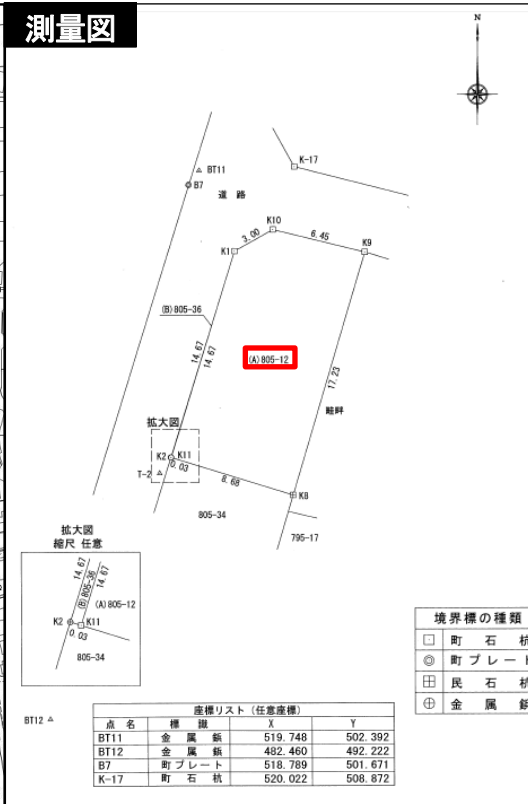 測量図
N
K-17
BT11
B7
道路
K10
3.00
6.45
K1
K9
(B)805-36
14.67
14.67
(A)805-12
17.23
畦畔
拡大図
K2
K11
0.03
T-2
8.68
K8
805-34
795-17
拡大図
縮尺 任意
14.67
(B)805-36
14.67
(A)805-12
K2
K11
0.03
805-34
境界標の種類
町石杭
町プレート
民石杭
金属鋲
BT12
座標リスト(任意座標)
点名 標識 X Y
BT11 金属鋲 519.748 502.392
BT12 金属鋲 482.460 492.222
B7 町プレート 518.789 501.671
K-17 町石杭 520.022 508.872